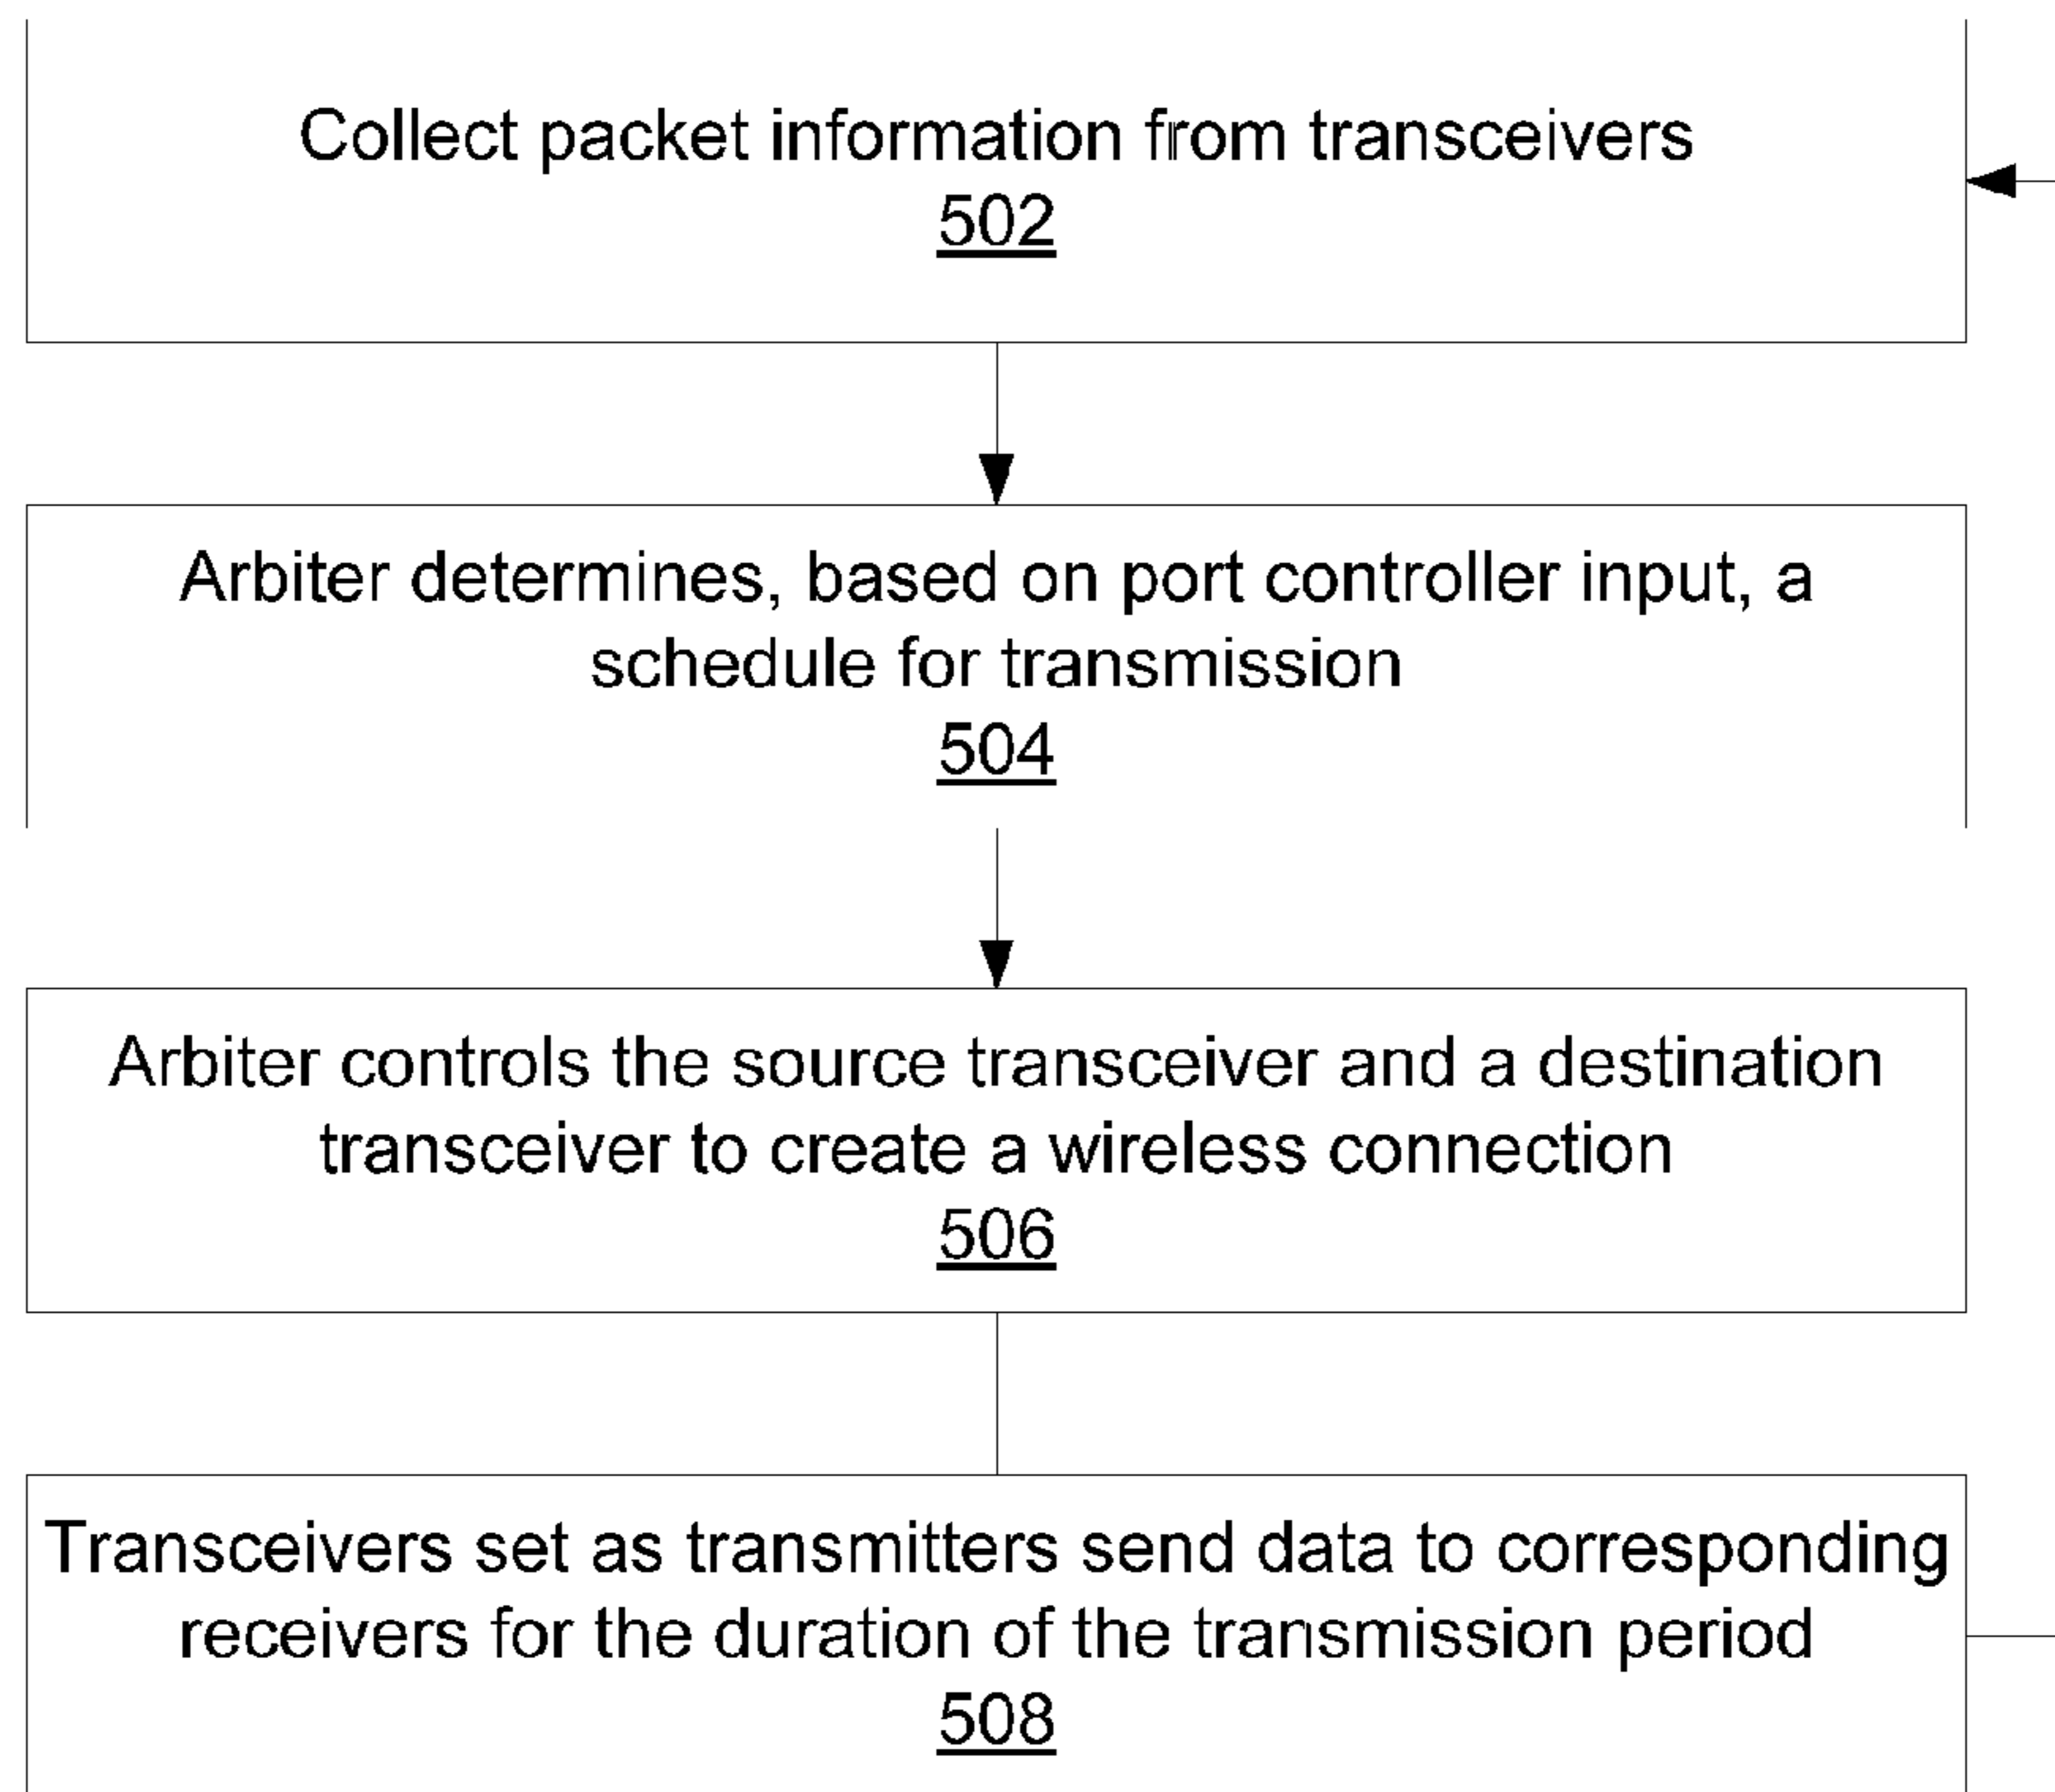 Collect packet information from transceivers
502
Arbiter determines, based on port controller input, a
schedule for transmission
504
Arbiter controls the source transceiver and a destination
transceiver to create a wireless connection
506
Transceivers set as transmitters send data to corresponding
receivers for the duration of the transmission period
508